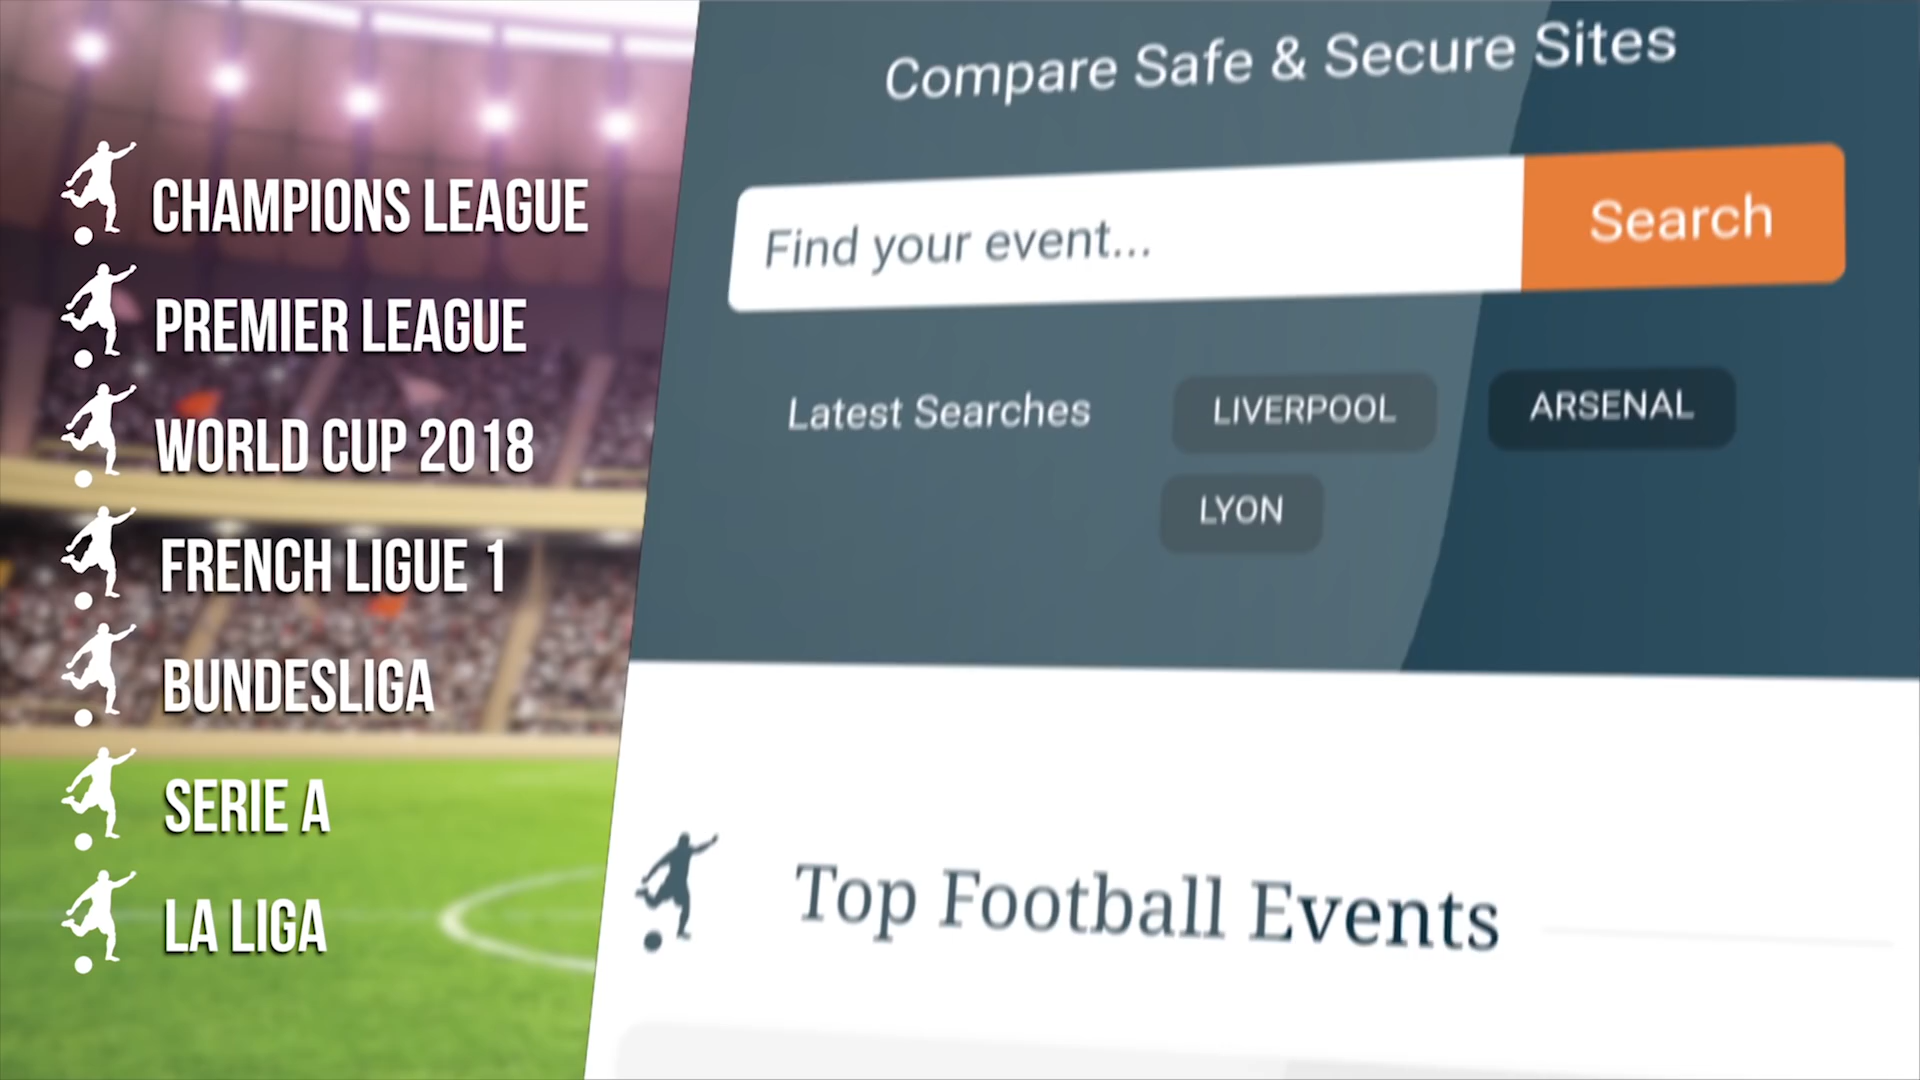 CHAMPIONS LEAGUE
PREMIER LEAGUE
WORLD CUP 2018
FRENCH LIGUE 1
BUNDESLIGA
SERIE A
LA LIGA
Compare Safe & Secure Sites
Find your event...
Search
Latest Searches
LIVERPOOL
ARSENAL
LYON
Top Football Events